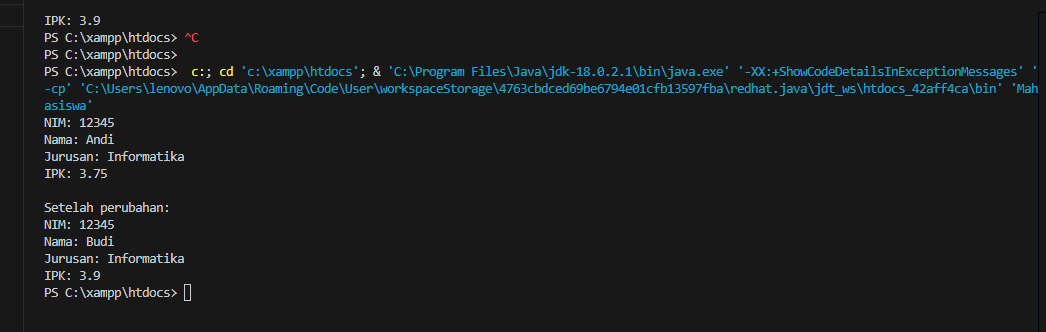 IPK: 3.9
PS C:\xampp\htdocs> ^C
PS C:\xampp\htdocs>
PS C:\xampp\htdocs>  c:; cd 'c:\xampp\htdocs'; & 'C:\Program Files\Java\jdk-18.0.2.1\bin\java.exe' '-XX:+ShowCodeDetailsInExceptionMessages' '
-cp' 'C:\Users\lenovo\AppData\Roaming\Code\User\workspaceStorage\4763cbdced69be6794e01cfb13597fba\redhat.java\jdt_ws\htdocs_42aff4ca\bin' 'Mah
asiswa'
NIM: 12345
Nama: Andi
Jurusan: Informatika
IPK: 3.75
Setelah perubahan:
NIM: 12345
Nama: Budi
Jurusan: Informatika
IPK: 3.9
PS C:\xampp\htdocs>